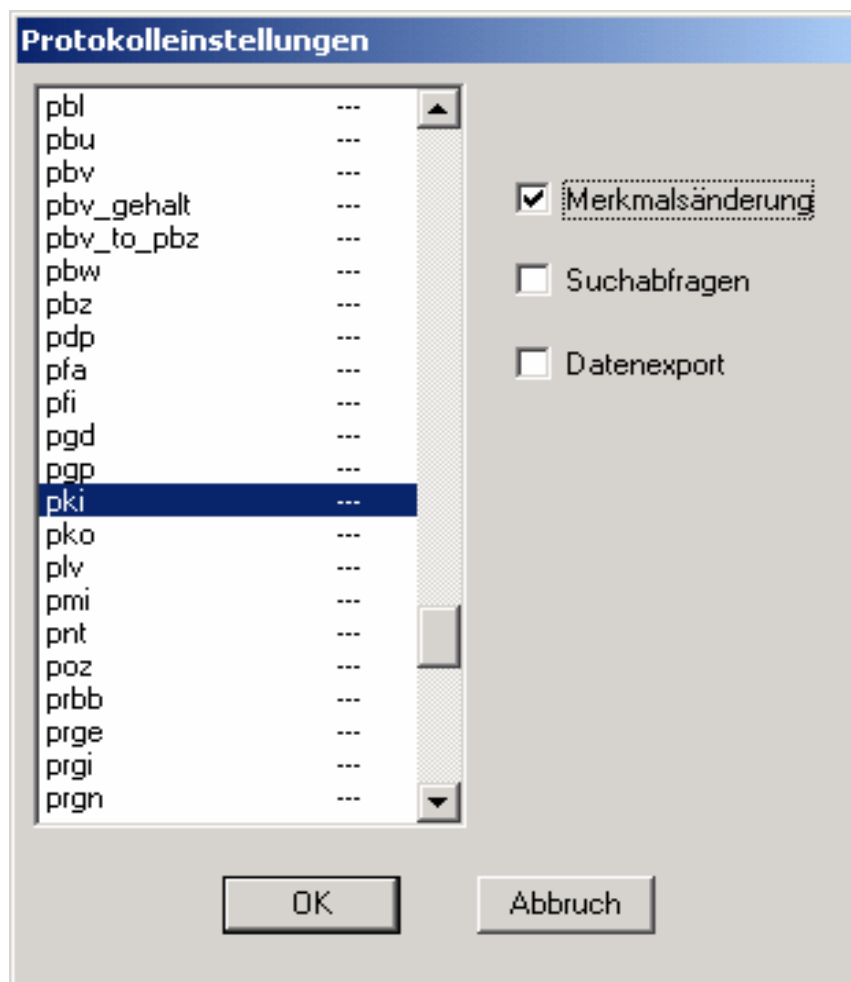 Protokolleinstellungen
pbl ---
pbu ---
pbv ---
pbv_gehalt ---
pbv_to_pbz ---
pbw ---
pbz ---
pdp ---
pfa ---
pfi ---
pgd ---
pgp ---
pki ---
pko ---
plv ---
pmi ---
pnt ---
poz ---
prbb ---
prge ---
prgi ---
prgn ---
Merkmalsänderung
Suchabfragen
Datenexport
OK
Abbruch